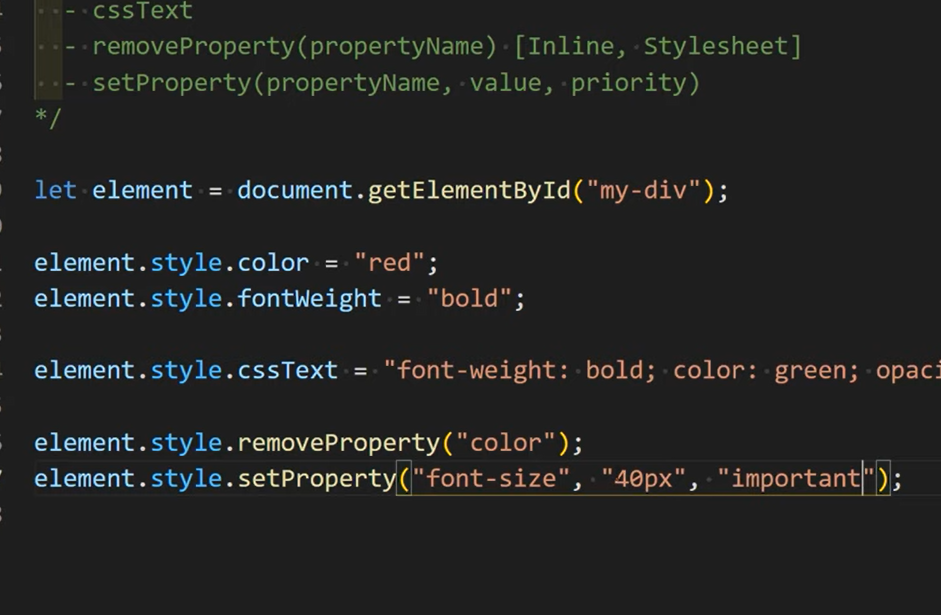 - cssText
- removeProperty(propertyName) [Inline, Stylesheet]
- setProperty(propertyName, value, priority)
*/
let element = document.getElementById("my-div");
element.style.color = "red";
element.style.fontWeight = "bold";
element.style.cssText = "font-weight: bold; color: green; opaci
element.style.removeProperty("color");
element.style.setProperty("font-size", "40px", "important");